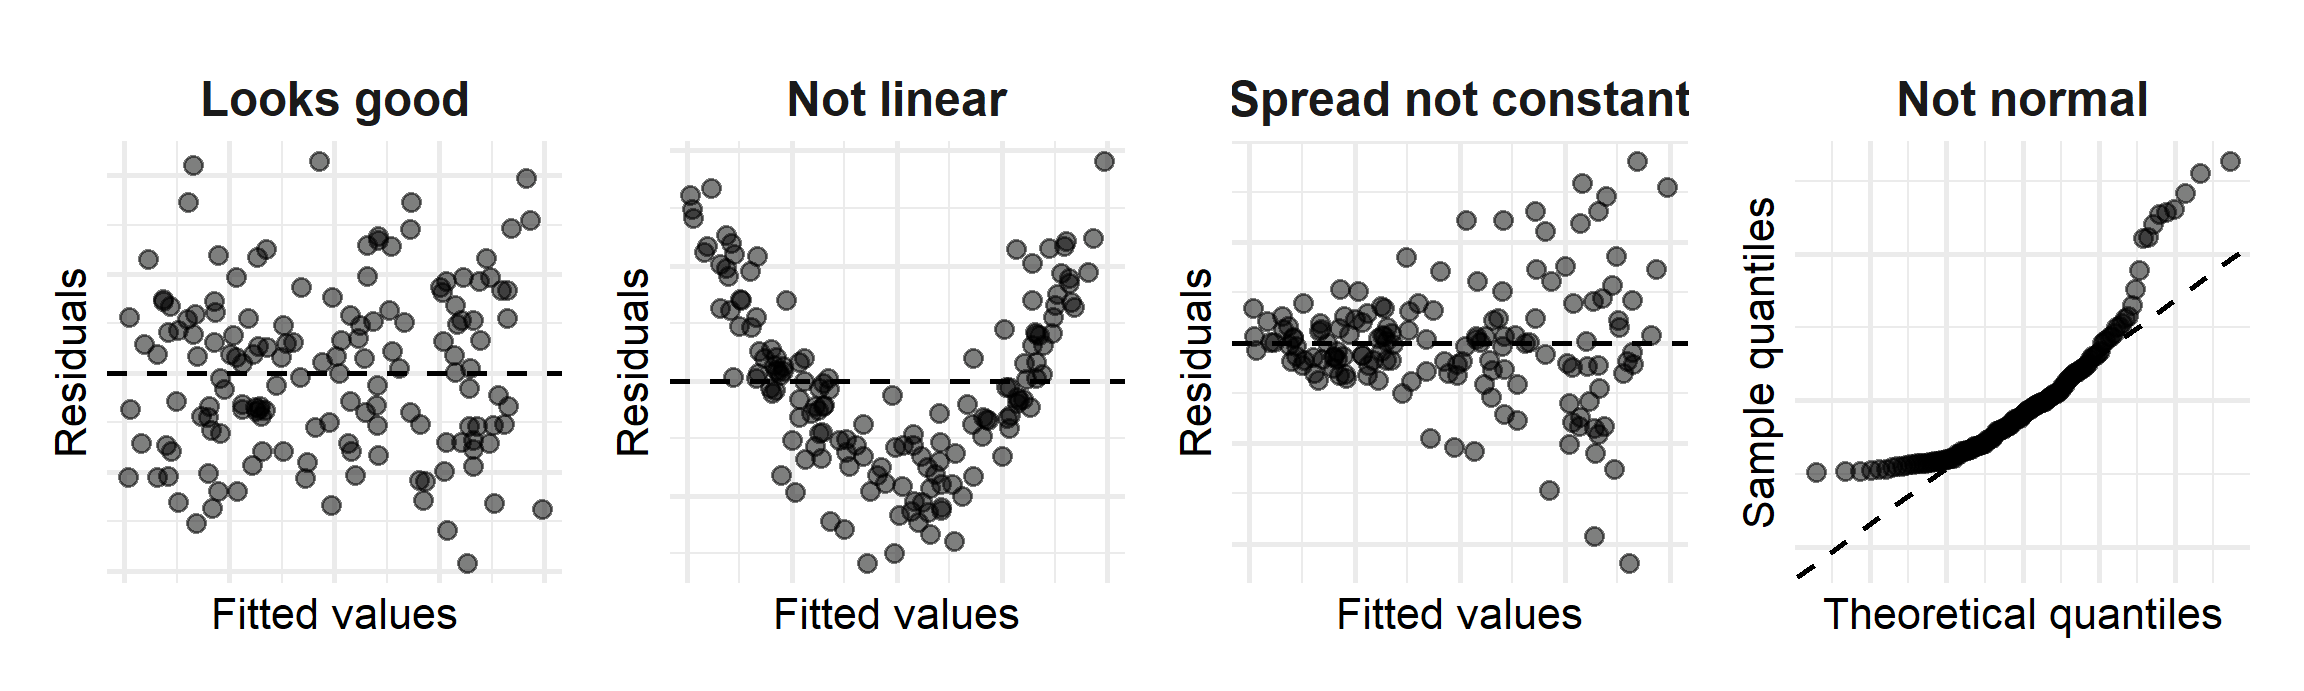 Looks good
Not linear
Spread not constant
Not normal
Residuals
Residuals
Residuals
Sample quantiles
Fitted values
Fitted values
Fitted values
Theoretical quantiles